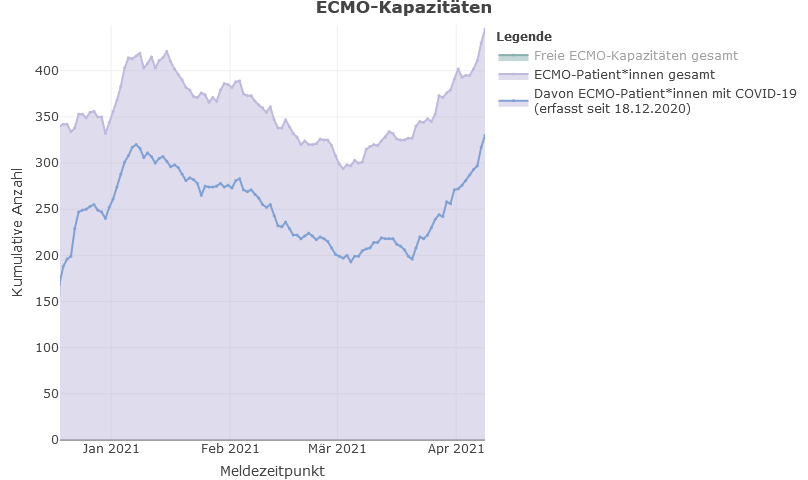 ECMO-Kapazitäten
Legende
Freie ECMO-Kapazitäten gesamt
ECMO-Patient*innen gesamt
Davon ECMO-Patient*innen mit COVID-19
(erfasst seit 18.12.2020)
Kumulative Anzahl
400
350
300
250
200
150
100
50
0
Jan 2021 Feb 2021 Mär 2021 Apr 2021
Meldezeitpunkt